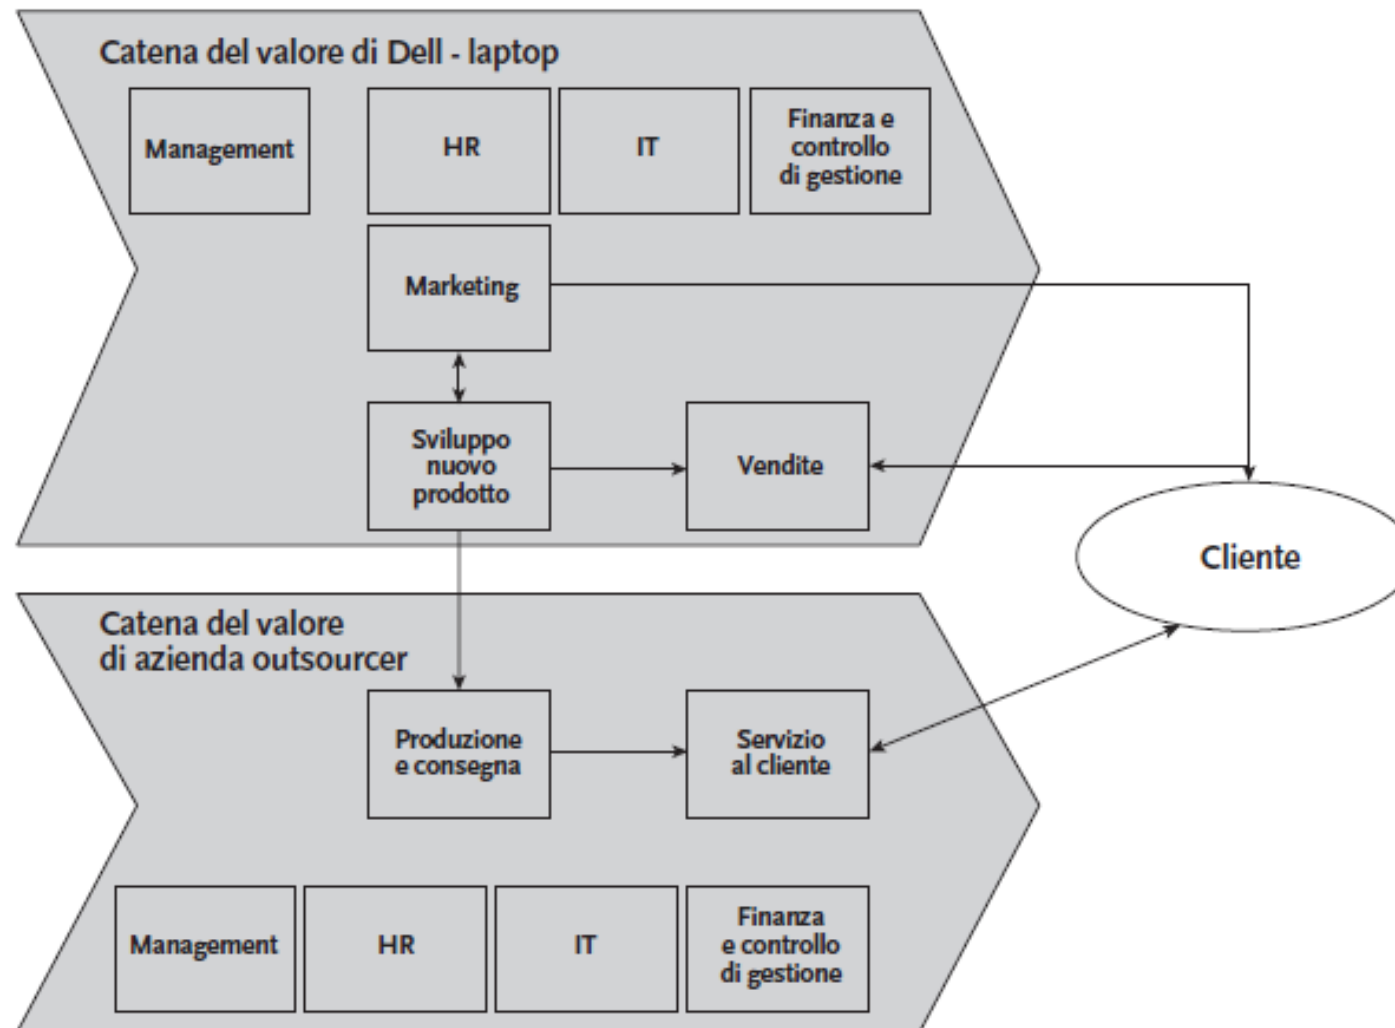 Catena del valore di Dell - laptop
Management
HR
IT
Finanza e
controllo
di gestione
Marketing
Sviluppo
nuovo
prodotto
Vendite
Cliente
Catena del valore
di azienda outsourcer
Produzione
e consegna
Servizio
al cliente
Management
HR
IT
Finanza
e controllo
di gestione